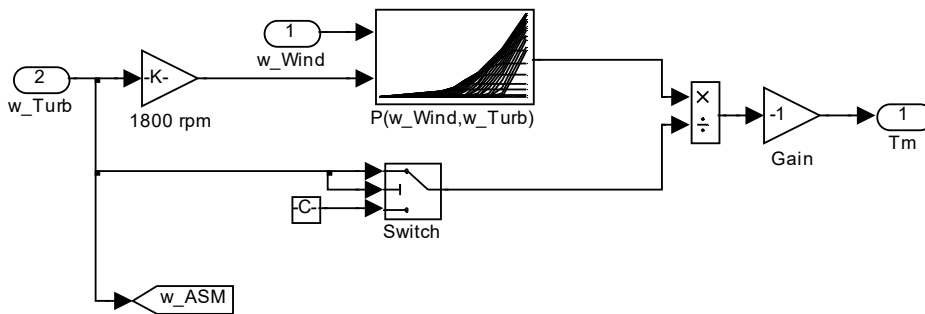 1
w_Wind
2
w_Turb
-K-
1800 rpm
P(w_Wind,w_Turb)
×
÷
-1
Gain
1
Tm
-C-
Switch
w_ASM